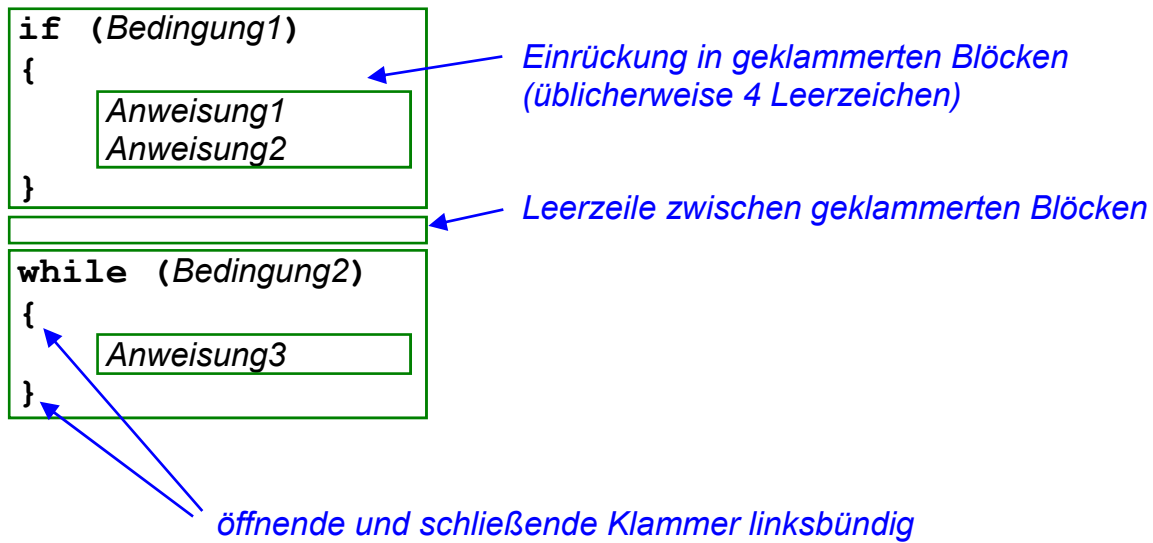 if (Bedingung1)
{
Anweisung1
Anweisung2
}
while (Bedingung2)
{
Anweisung3
}
Einrückung in geklammerten Blöcken
(üblicherweise 4 Leerzeichen)
Leerzeile zwischen geklammerten Blöcken
öffnende und schließende Klammer linksbündig